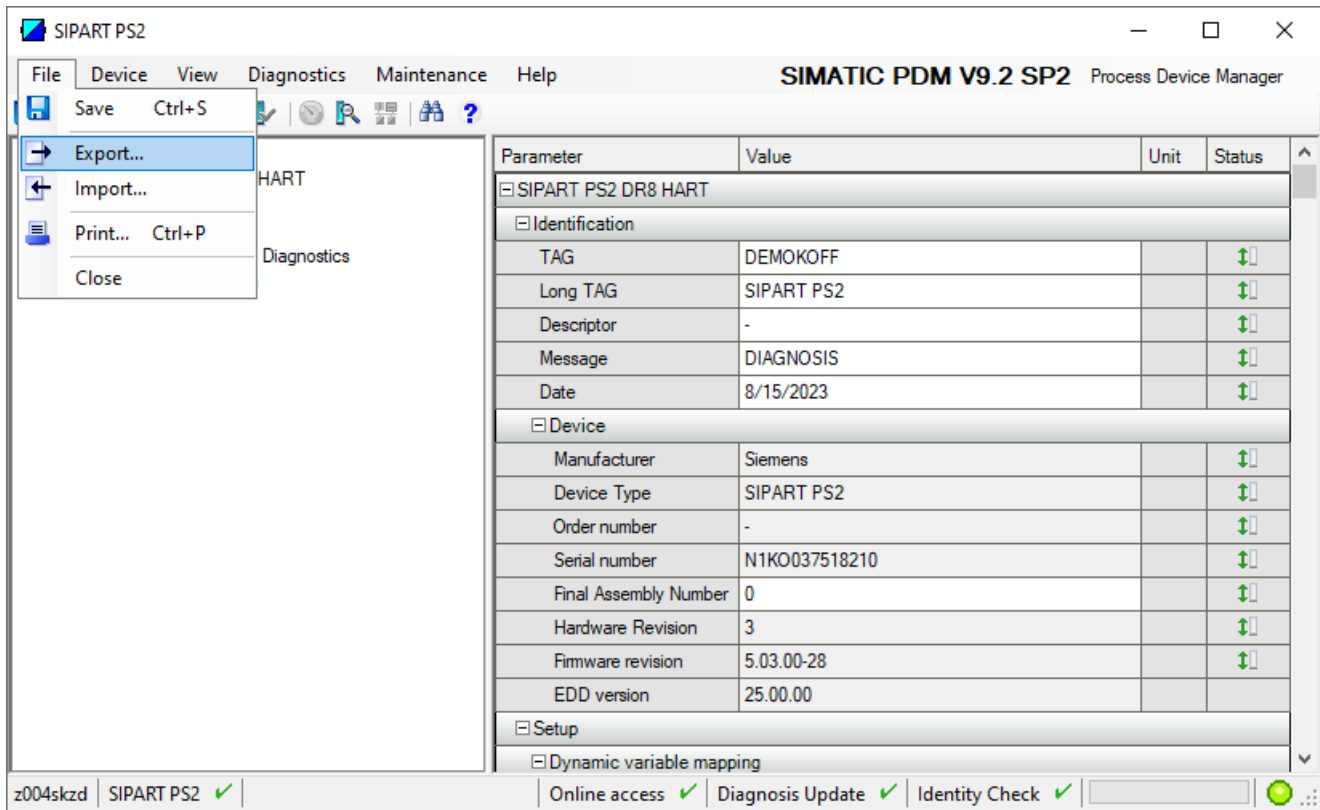 SIPART PS2
File Device View Diagnostics Maintenance Help SIMATIC PDM V9.2 SP2 Process Device Manager
Save Ctrl+S
Export...
Import...
Print... Ctrl+P
Close
HART
Diagnostics
Parameter Value Unit Status
SIPART PS2 DR8 HART
Identification
TAG DEMOKOFF
Long TAG SIPART PS2
Descriptor -
Message DIAGNOSIS
Date 8/15/2023
Device
Manufacturer Siemens
Device Type SIPART PS2
Order number -
Serial number N1KO037518210
Final Assembly Number 0
Hardware Revision 3
Firmware revision 5.03.00-28
EDD version 25.00.00
Setup
Dynamic variable mapping
z004skzd SIPART PS2 Online access Diagnosis Update Identity Check